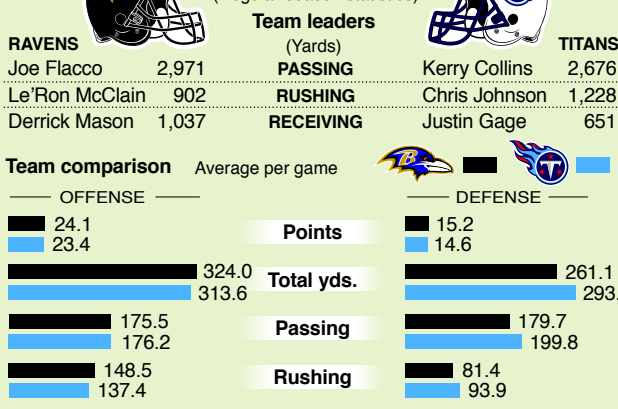 Team leaders
RAVENS (Yards) TITANS
Joe Flacco 2,971 PASSING Kerry Collins 2,676
Le'Ron McClain 902 RUSHING Chris Johnson 1,228
Derrick Mason 1,037 RECEIVING Justin Gage 651
Team comparison Average per game
OFFENSE DEFENSE
24.1 Points 15.2
23.4 14.6
324.0 Total yds. 261.1
313.6 293.
175.5 Passing 179.7
176.2 199.8
148.5 Rushing 81.4
137.4 93.9